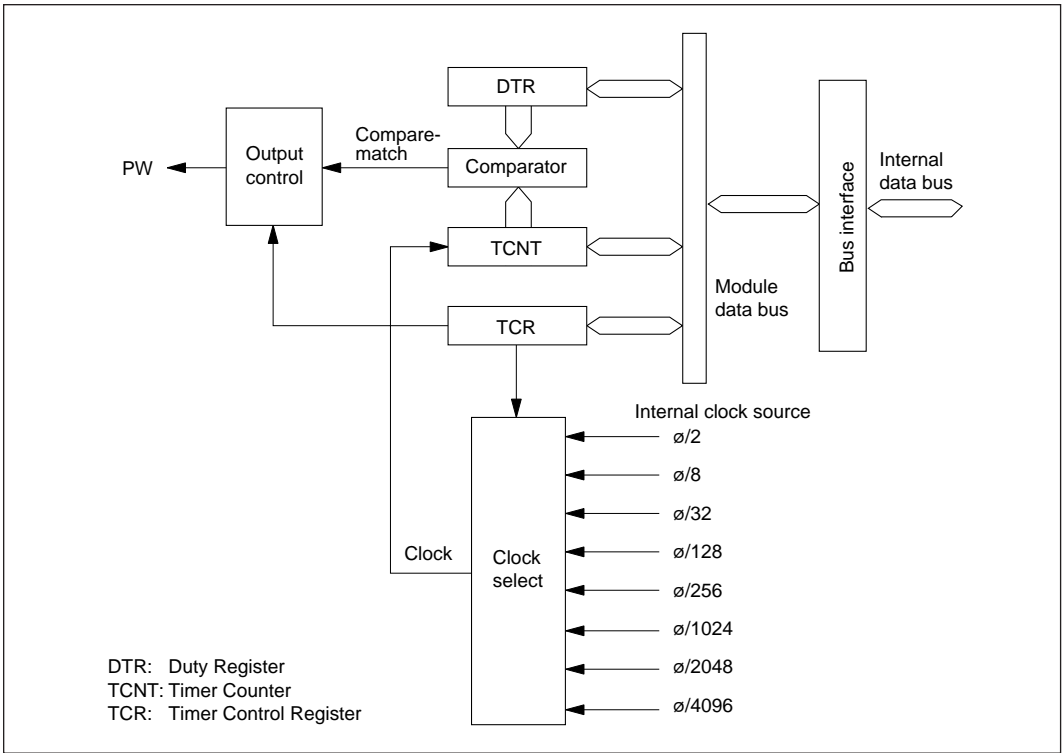 DTR
Compare-
match
Output
control
PW
Comparator
TCNT
TCR
Module
data bus
Bus interface
Internal
data bus
Internal clock source
ø/2
ø/8
ø/32
ø/128
ø/256
ø/1024
ø/2048
ø/4096
Clock
Clock
select
DTR: Duty Register
TCNT: Timer Counter
TCR: Timer Control Register